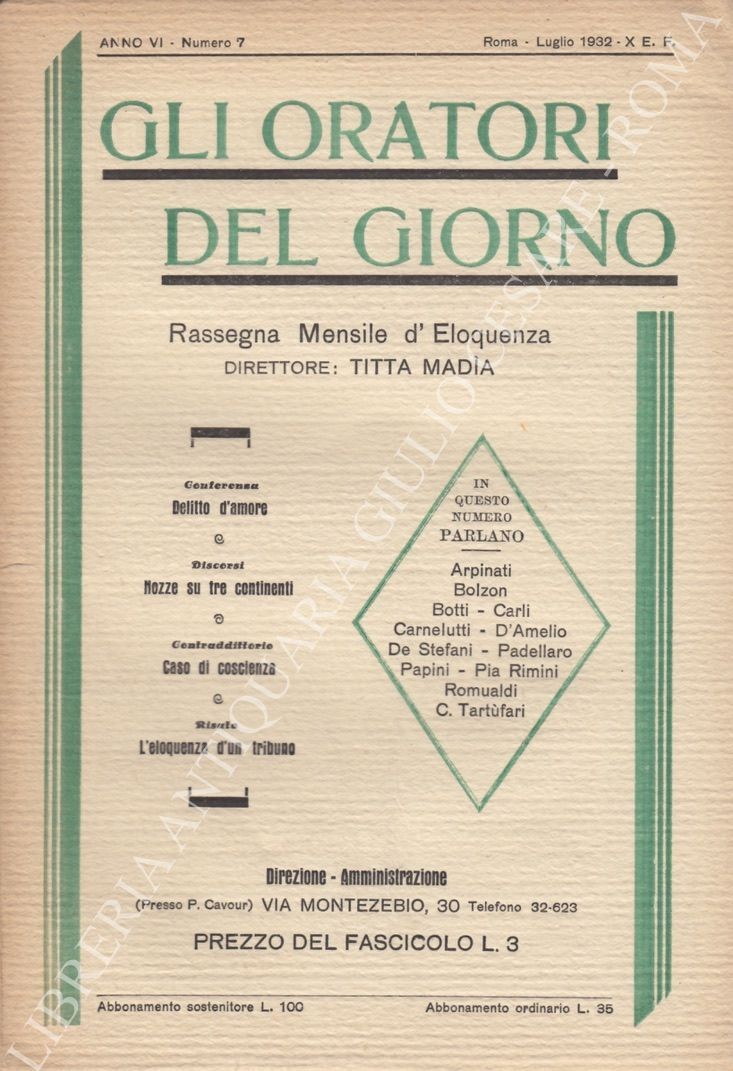 ANNO VI - Numero 7
Roma - Luglio 1932 - X E. F.
GLI ORATORI
DEL GIORNO
Rassegna Mensile d' Eloquenza
DIRETTORE: TITTA MADÌA
Conferenza
Delitto d'amore
Discorsi
Nozze su tre continenti
Contraddittorio
Caso di coscienza
Risate
L'eloquenza d'un tribuno
IN
QUESTO
NUMERO
PARLANO
Arpinati
Bolzon
Botti - Carli
Carnelutti - D'Amelio
De Stefani - Padellaro
Papini - Pia Rimini
Romualdi
C. Tartùfari
Direzione - Amministrazione
(Presso P. Cavour) VIA MONTEZEBIO, 30 Telefono 32-623
PREZZO DEL FASCICOLO L. 3
Abbonamento sostenitore L. 100
Abbonamento ordinario L. 35
LIBRERIA ANTIQUARIA GIULIO CESARE - ROMA